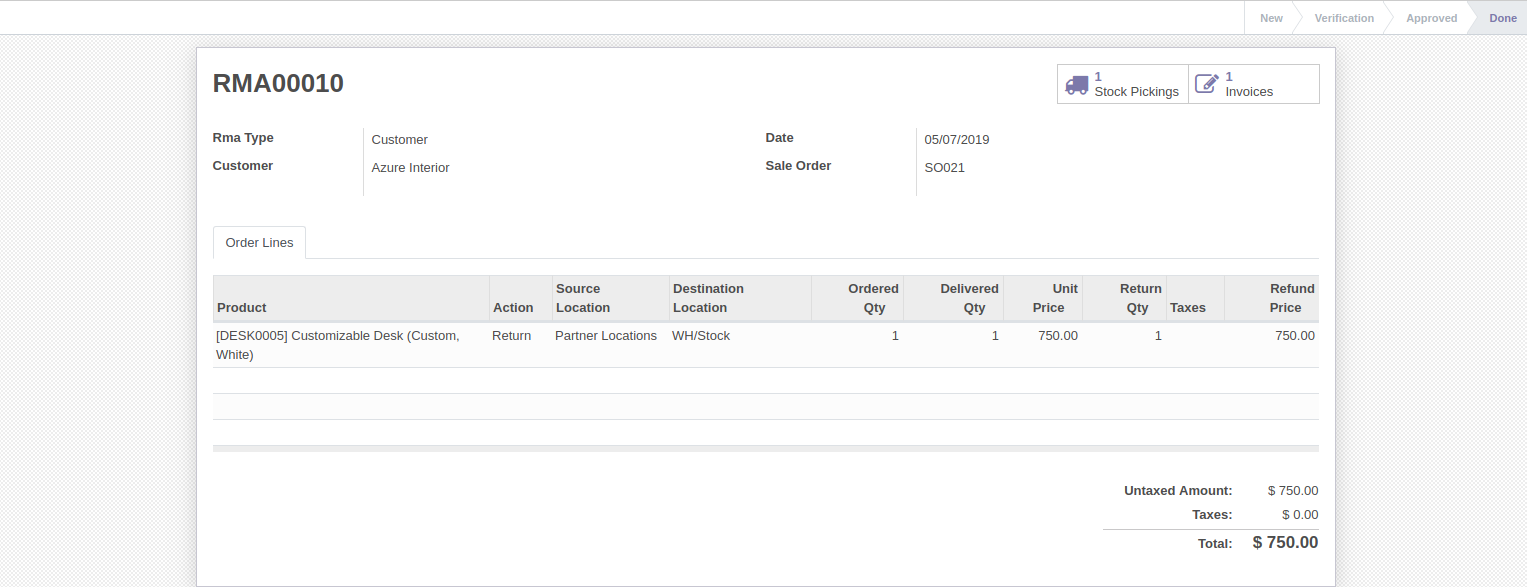 New Verification Approved Done
RMA00010
1 Stock Pickings
1 Invoices
Rma Type Customer Date 05/07/2019
Customer Azure Interior Sale Order SO021
Order Lines
Source Destination Ordered Delivered Unit Return Refund
Product Action Location Location Qty Qty Price Qty Taxes Price
[DESK0005] Customizable Desk (Custom, Return Partner Locations WH/Stock 1 1 750.00 1 750.00
White)
Untaxed Amount: $ 750.00
Taxes: $ 0.00
Total: $ 750.00